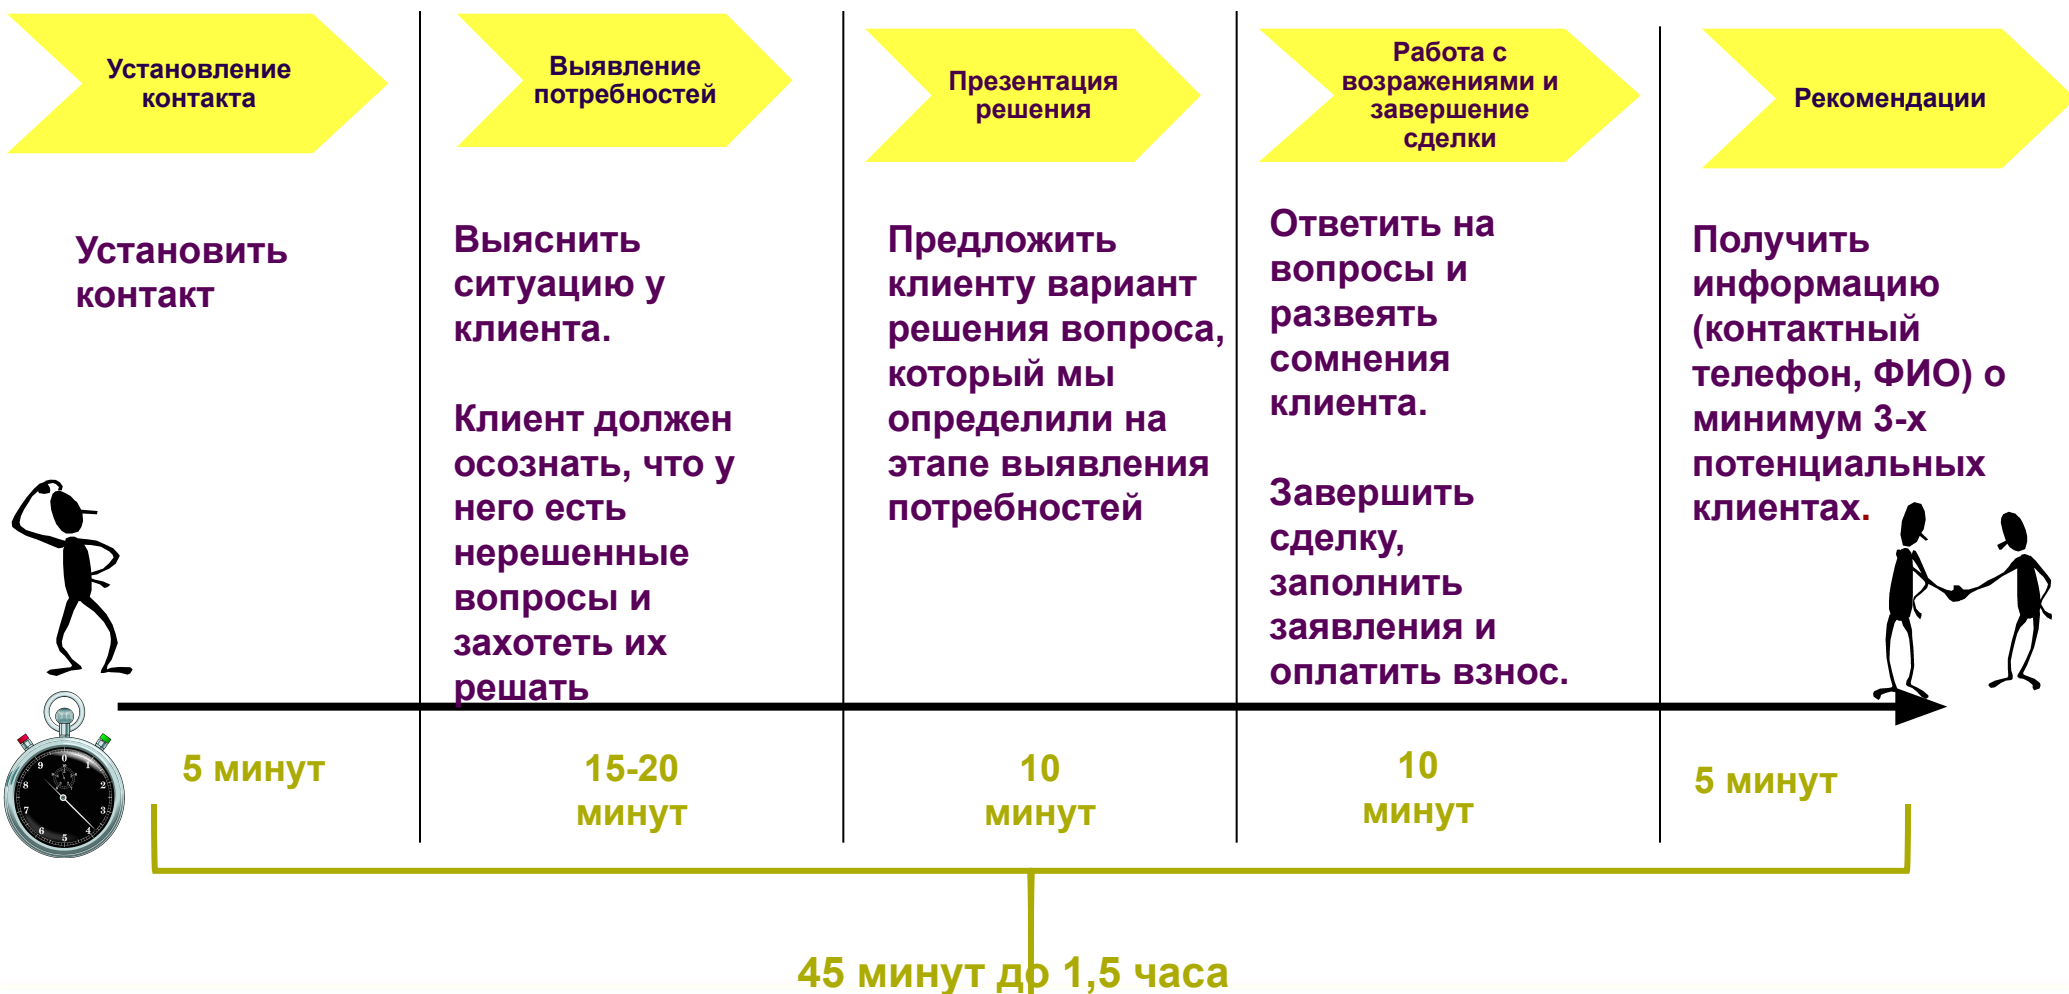 Установление
контакта
Выявление
потребностей
Презентация
решения
Работа с
возражениями и
завершение
сделки
Рекомендации
Установить
контакт
Выяснить
ситуацию у
клиента.
Клиент должен
осознать, что у
него есть
нерешенные
вопросы и
захотеть их
решать
Предложить
клиенту вариант
решения вопроса,
который мы
определили на
этапе выявления
потребностей
Ответить на
вопросы и
развеять
сомнения
клиента.
Завершить
сделку,
заполнить
заявления и
оплатить взнос.
Получить
информацию
(контактный
телефон, ФИО) о
минимум 3-х
потенциальных
клиентах.
5 минут
15-20
минут
10
минут
10
минут
5 минут
45 минут до 1,5 часа